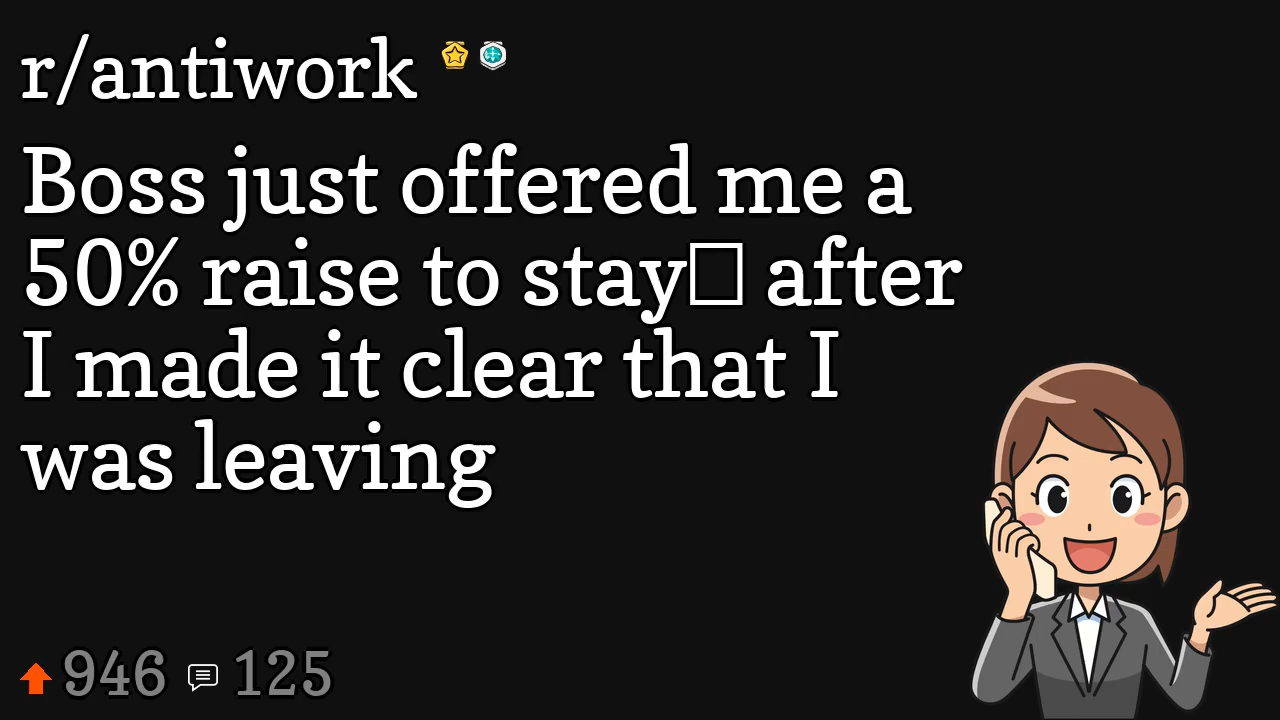 r/antiwork
Boss just offered me a
50% raise to stay□ after
I made it clear that I
was leaving
946 125